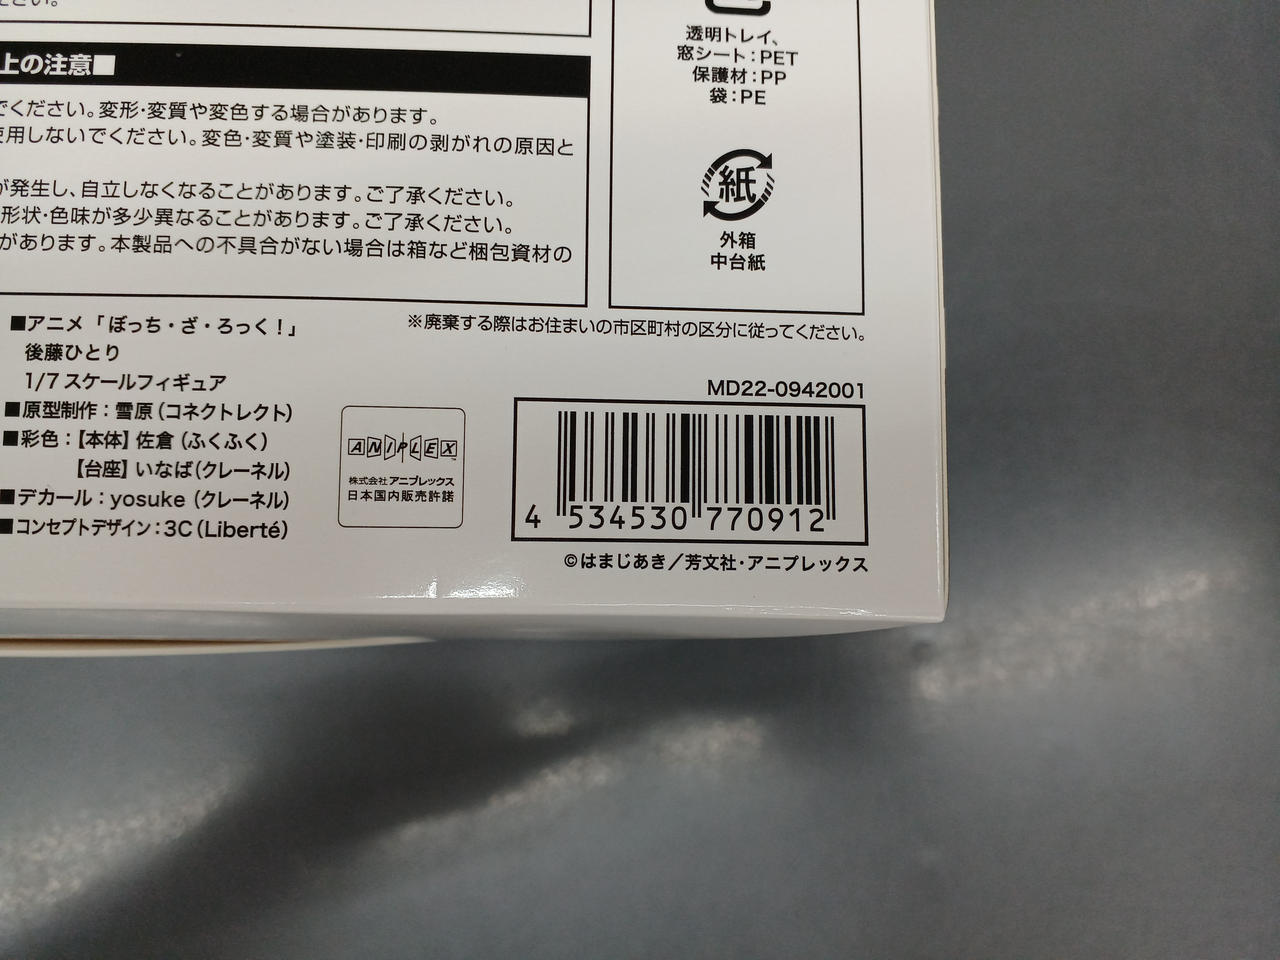 ださい。
上の注意■
でください。変形・変質や変色する場合があります。
使用しないでください。変色・変質や塗装・印刷の剥がれの原因と
が発生し、自立しなくなることがあります。ご了承ください。
形状・色味が多少異なることがあります。ご了承ください。
があります。本製品への不具合がない場合は箱など梱包資材の
透明トレイ、
窓シート：PET
保護材：PP
袋：PE
紙
外箱
中台紙
※廃棄する際はお住まいの市区町村の区分に従ってください。
■アニメ「ぼっち・ざ・ろっく！」
後藤ひとり
1/7スケールフィギュア
■原型制作：雪原（コネクトレクト）
■彩色：【本体】佐倉（ふくふく）
【台座】いなば（クレーネル）
■デカール：yosuke（クレーネル）
■コンセプトデザイン：3C（Liberté）
ANIPLEX
株式会社アニプレックス
日本国内販売許諾
MD22-0942001
4 534530 770912
©はまじあき／芳文社・アニプレックス